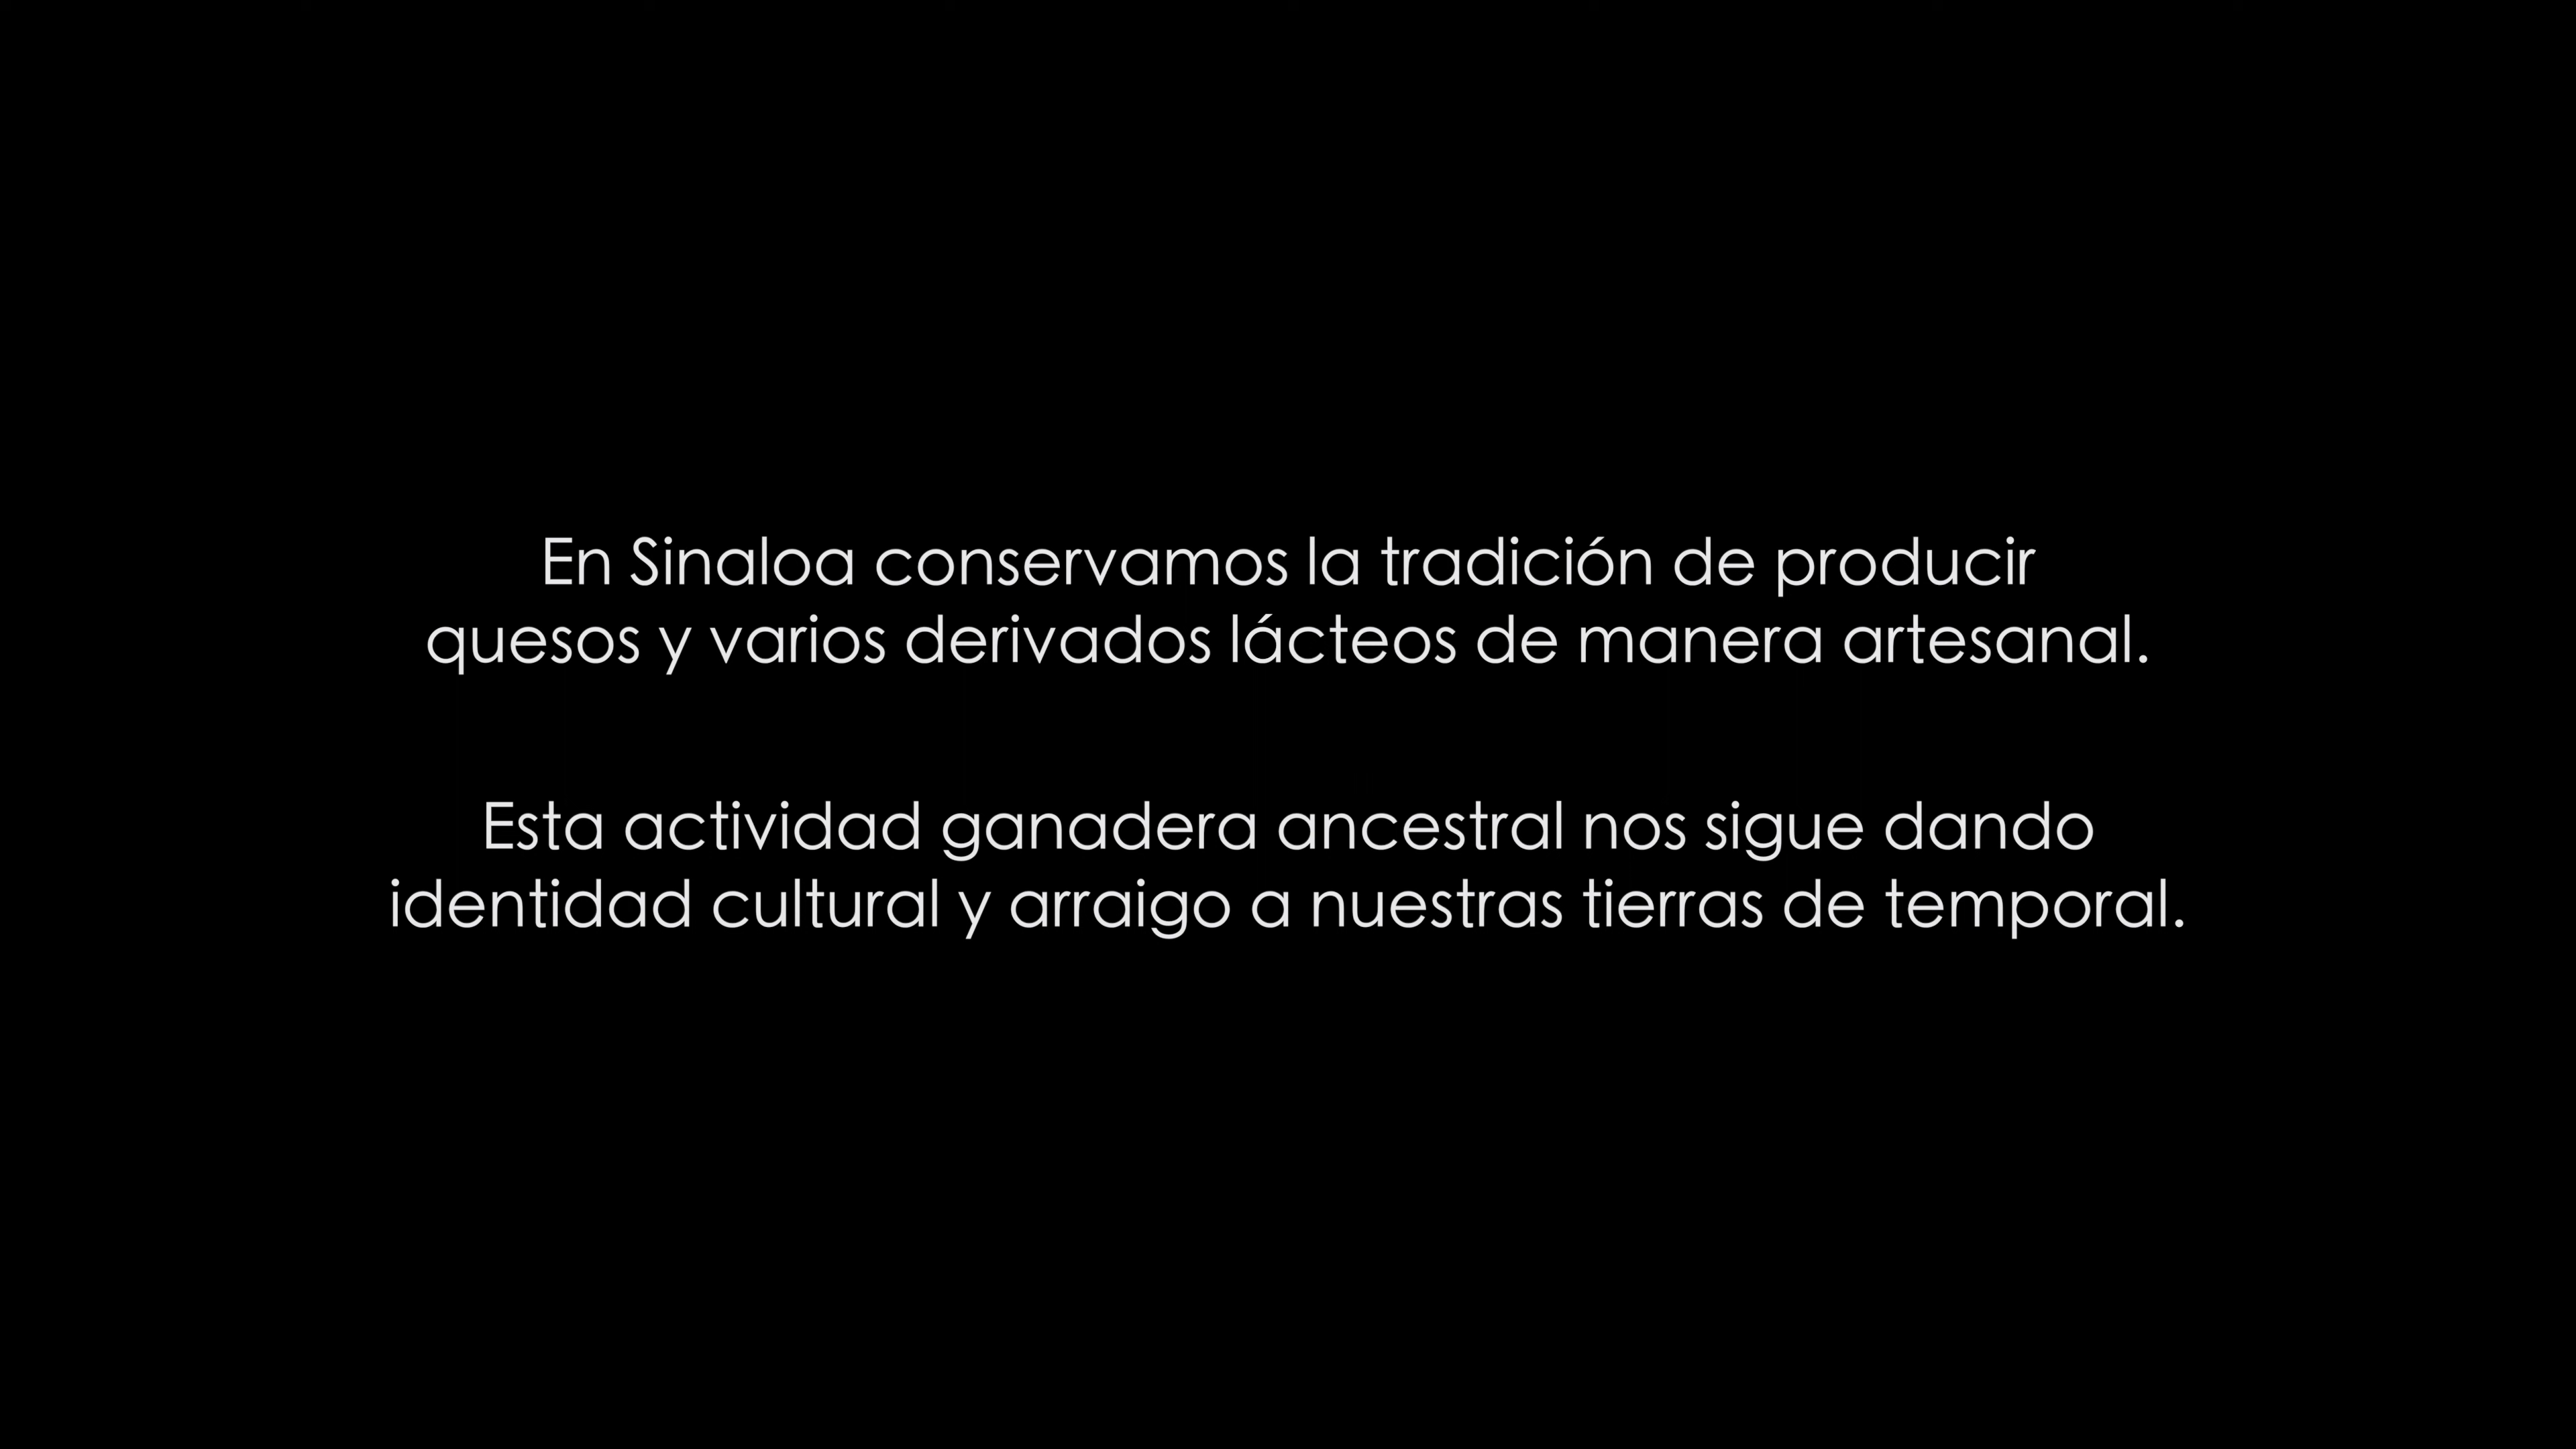 En Sinaloa conservamos la tradición de producir
quesos y varios derivados lácteos de manera artesanal.
Esta actividad ganadera ancestral nos sigue dando
identidad cultural y arraigo a nuestras tierras de temporal.